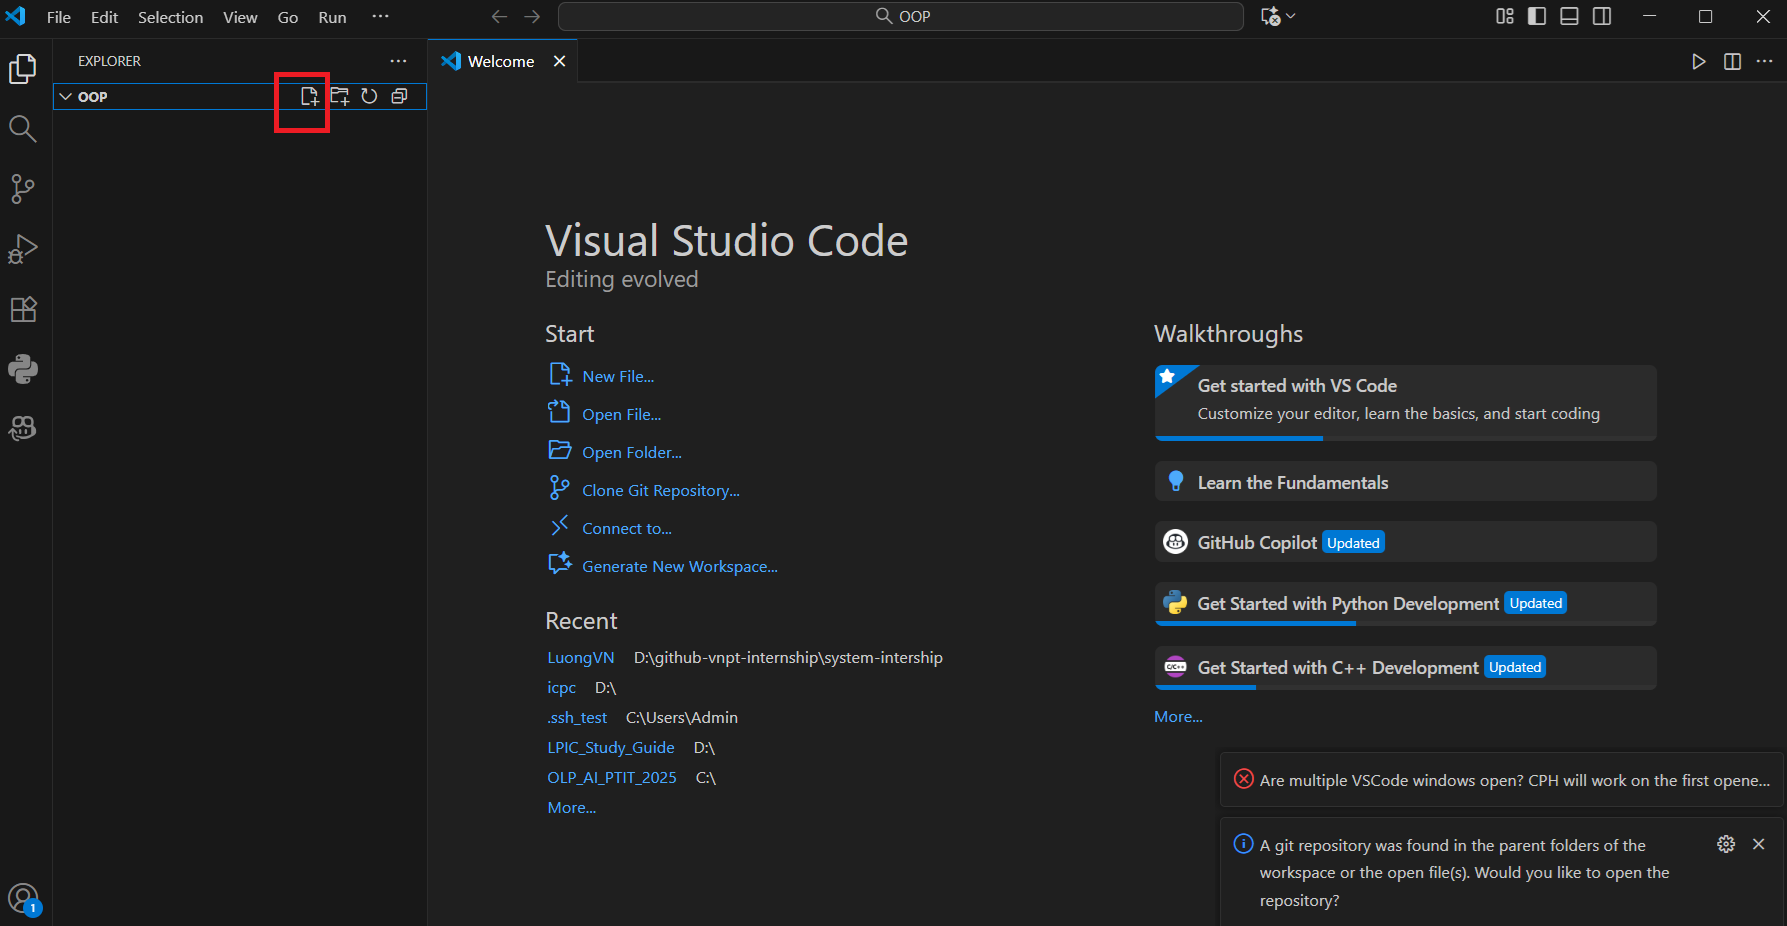 File Edit Selection View Go Run ···
OOP
EXPLORER
OOP
Welcome
Visual Studio Code
Editing evolved
Start
New File...
Open File...
Open Folder...
Clone Git Repository...
Connect to...
Generate New Workspace...
Recent
LuongVN D:\github-vnpt-internship\system-intership
icpc D:\
.ssh_test C:\Users\Admin
LPIC_Study_Guide D:\
OLP_AI_PTIT_2025 C:\
More...
Walkthroughs
Get started with VS Code
Customize your editor, learn the basics, and start coding
Learn the Fundamentals
GitHub Copilot Updated
Get Started with Python Development Updated
C/C++ Get Started with C++ Development Updated
More...
Are multiple VSCode windows open? CPH will work on the first opene...
A git repository was found in the parent folders of the
workspace or the open file(s). Would you like to open the
repository?
1